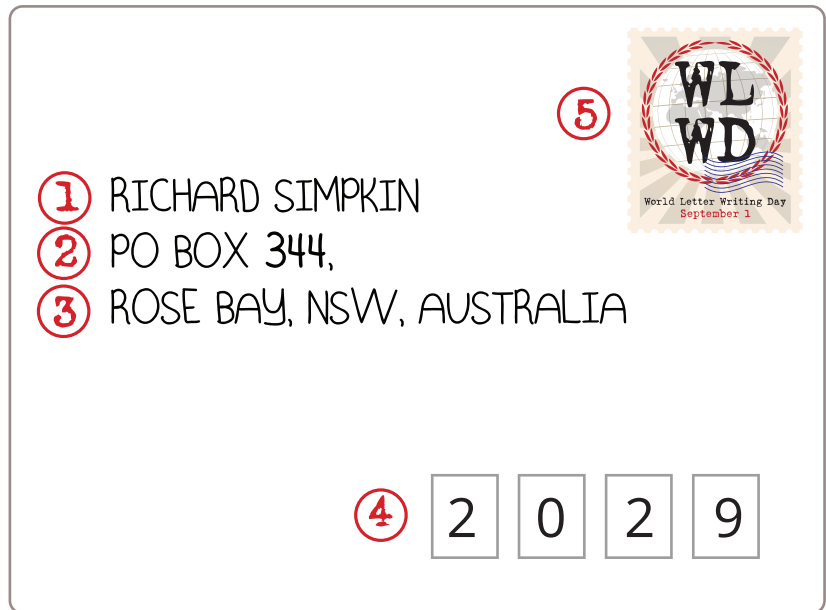 WL
WD
World Letter Writing Day
September 1
5
1 RICHARD SIMPKIN
2 PO BOX 344,
3 ROSE BAY, NSW, AUSTRALIA
4 2 0 2 9